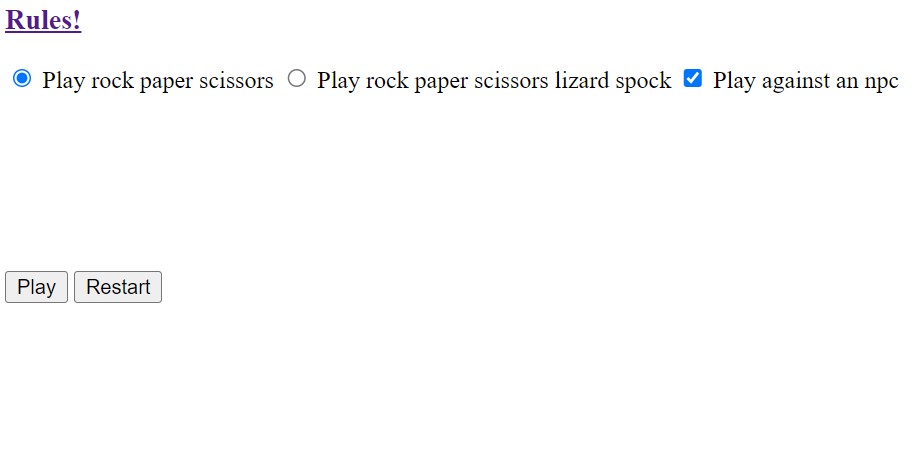 Rules!
Play rock paper scissors Play rock paper scissors lizard spock Play against an npc
Play Restart